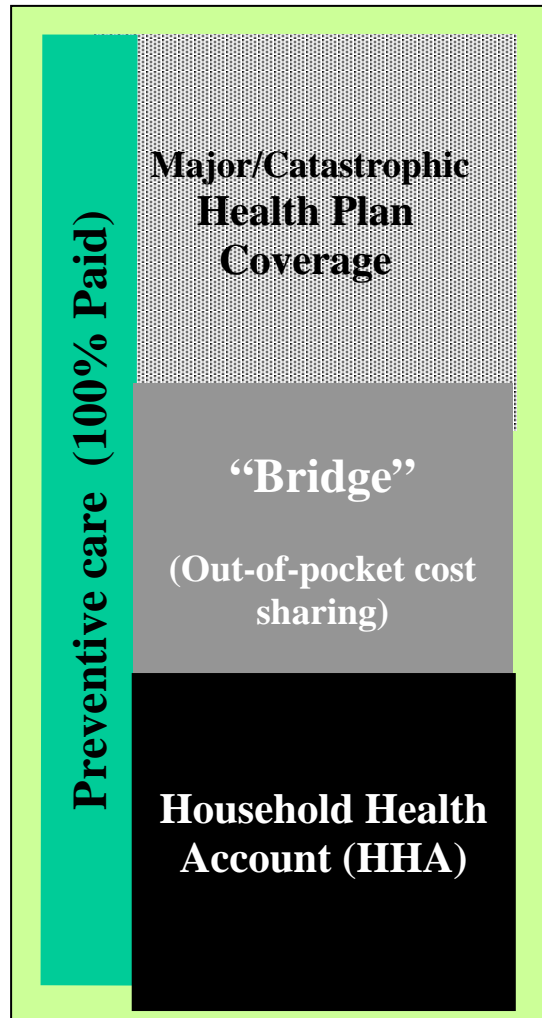 Preventive care (100% Paid)
Major/Catastrophic
Health Plan
Coverage
“Bridge”
(Out-of-pocket cost
sharing)
Household Health
Account (HHA)